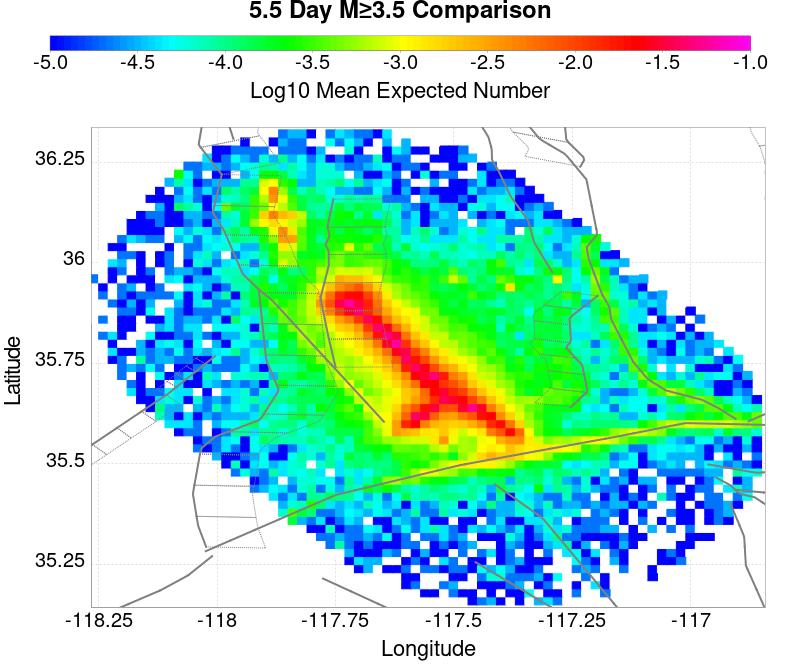 5.5 Day M≥3.5 Comparison
-5.0 -4.5 -4.0 -3.5 -3.0 -2.5 -2.0 -1.5 -1.0
Log10 Mean Expected Number
36.25
36
35.75
35.5
35.25
Latitude
-118.25 -118 -117.75 -117.5 -117.25 -117
Longitude